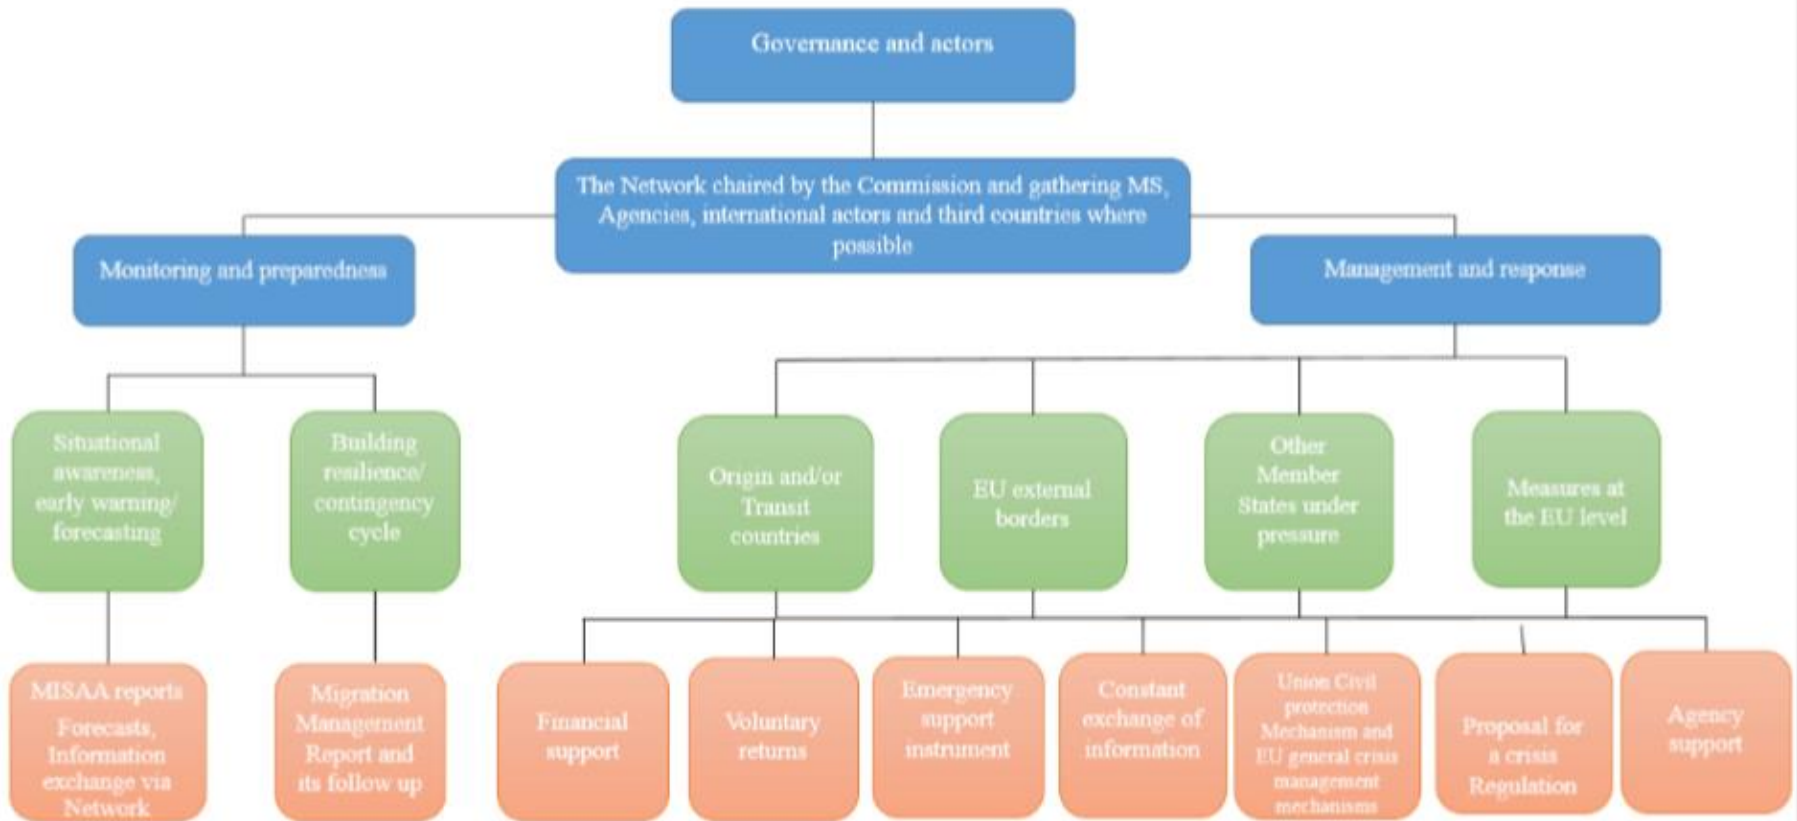 Governance and actors
The Network chaired by the Commission and gathering MS,
Agencies, international actors and third countries where
possible
Monitoring and preparedness
Management and response
Situational
awareness,
early warning/
forecasting
Building
resilience/
contingency
cycle
Origin and/or
Transit
countries
EU external
borders
Other
Member
States under
pressure
Measures at
the EU level
MISAA reports
Forecasts,
Information
exchange via
Network
Migration
Management
Report and
its follow up
Financial
support
Voluntary
returns
Emergency
support
instrument
Constant
exchange of
information
Union Civil
protection
Mechanism and
EU general crisis
management
mechanisms
Proposal for
a crisis
Regulation
Agency
support